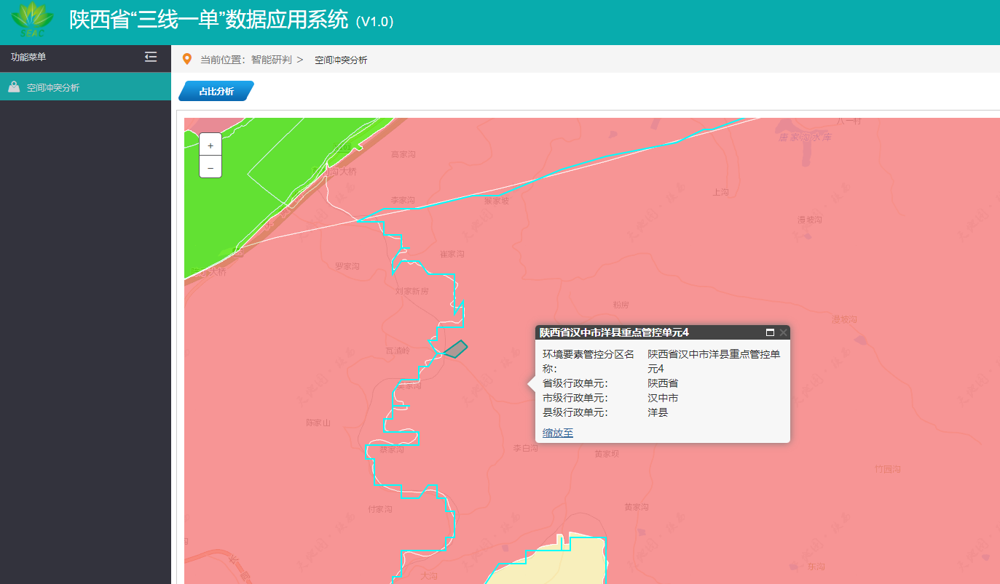 陕西省“三线一单”数据应用系统（V1.0）
SEAC
功能菜单
当前位置：智能研判 > 空间冲突分析
空间冲突分析
占比分析
+
−
八一村
唐家沟水库
高家沟
沟大桥
李家沟
猴家坡
上沟
漫坡沟
崔家沟
罗家沟
大桥
刘家新房
粉房
漫坡沟
瓦渣岭
吴家沟
陈家山
蔡家沟
李白沟
黄家坝
竹园沟
付家沟
黄家沟
大沟
东沟
陕西省汉中市洋县重点管控单元4
环境要素管控分区名 陕西省汉中市洋县重点管控单
称： 元4
省级行政单元： 陕西省
市级行政单元： 汉中市
县级行政单元： 洋县
缩放至